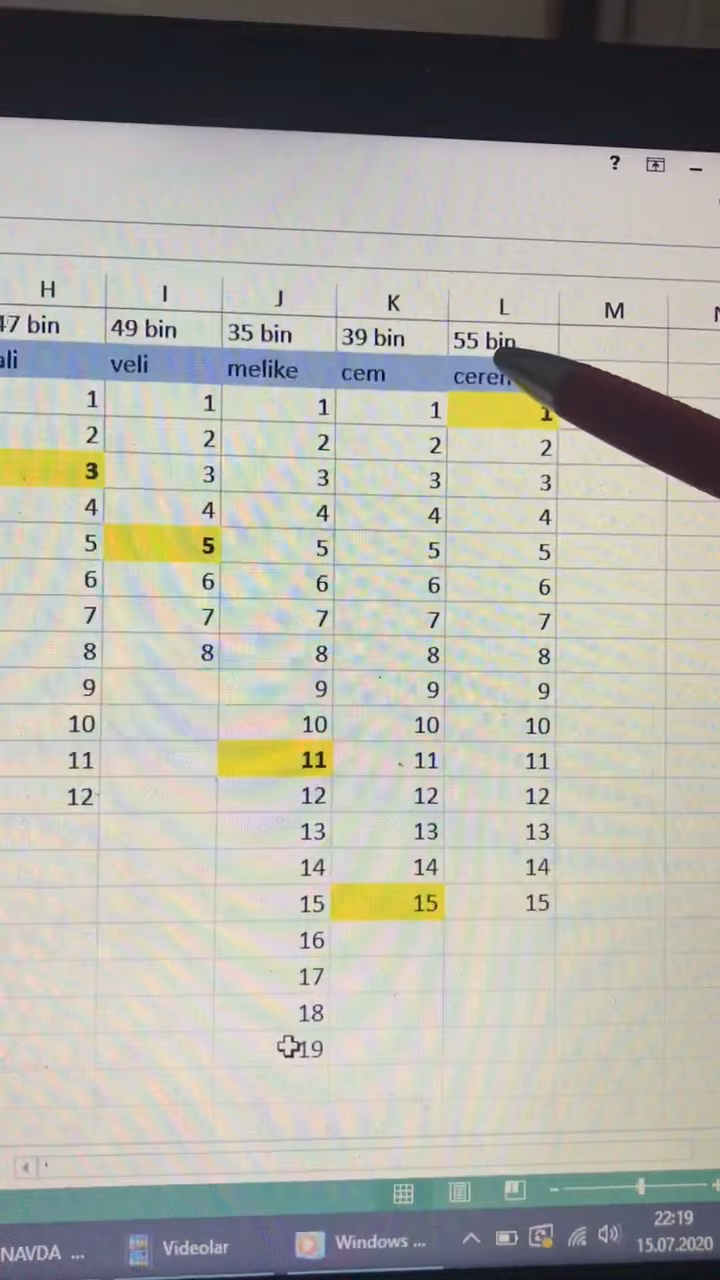 ?
H I J K L M
47 bin 49 bin 35 bin 39 bin 55 bin
ali veli melike cem
1 1 1 1 1
2 2 2 2 2
3 3 3 3 3
4 4 4 4 4
5 5 5 5 5
6 6 6 6 6
7 7 7 7 7
8 8 8 8 8
9 9 9 9
10 10 10 10
11 11 11 11
12 12 12 12
13 13 13
14 14 14
15 15 15
16
17
18
19
22:19
NAVDA ... Videolar Windows ... 15.07.2020